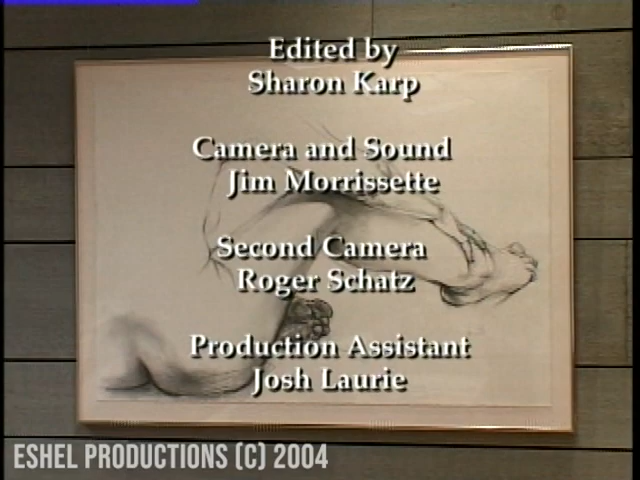 Edited by
Sharon Karp
Camera and Sound
Jim Morrissette
Second Camera
Roger Schatz
Production Assistant
Josh Laurie
ESHEL PRODUCTIONS (C) 2004